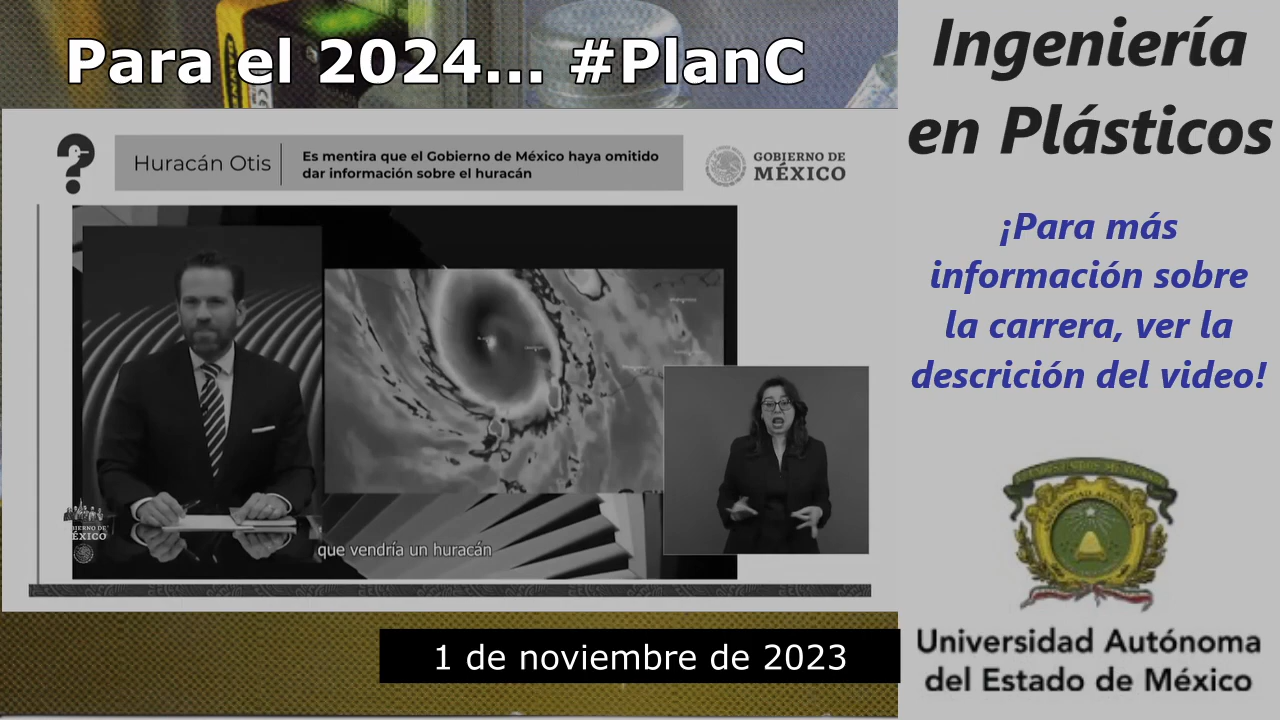 Para el 2024... #PlanC
Huracán Otis
Es mentira que el Gobierno de México haya omitido
dar información sobre el huracán
GOBIERNO DE
MÉXICO
que vendría un huracán
1 de noviembre de 2023
Ingeniería
en Plásticos
¡Para más
información sobre
la carrera, ver la
descrición del video!
Universidad Autónoma
del Estado de México